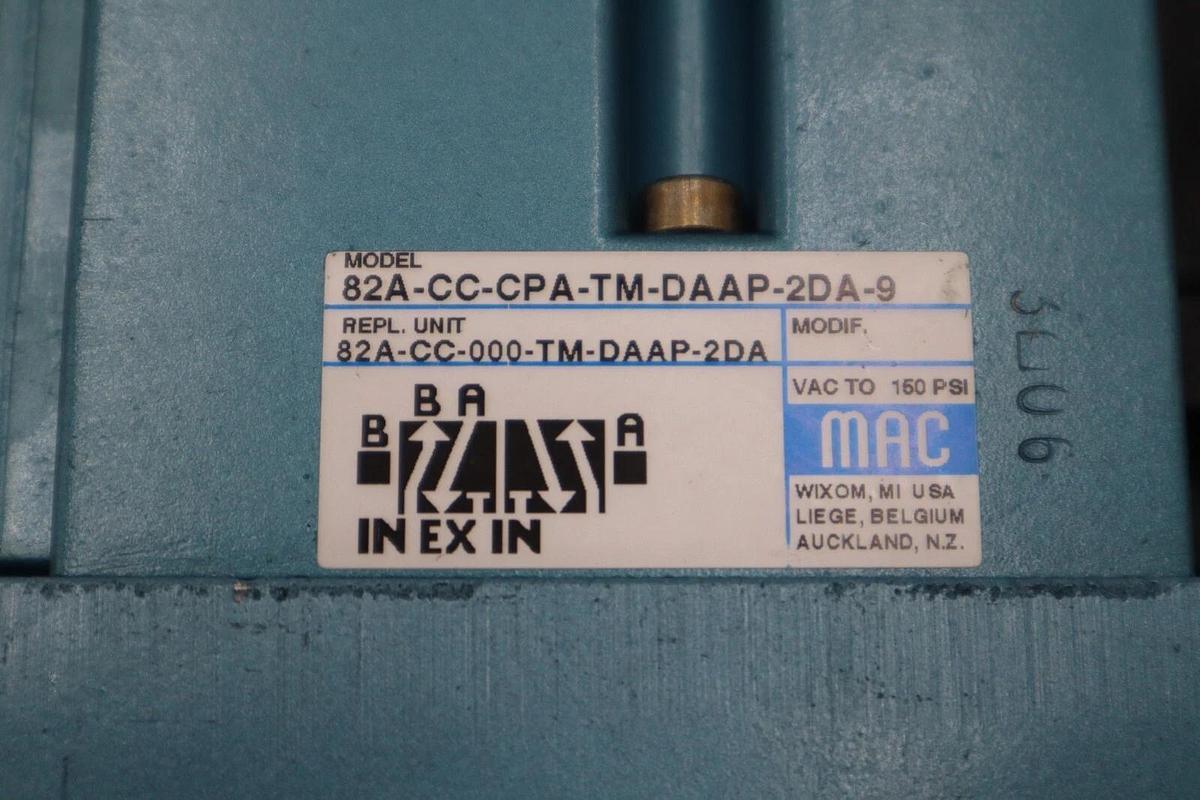 MODEL
82A-CC-CPA-TM-DAAP-2DA-9
REPL. UNIT
82A-CC-000-TM-DAAP-2DA
MODIF.
VAC TO 150 PSI
MAC
WIXOM, MI USA
LIEGE, BELGIUM
AUCKLAND, N.Z.
B A
B
A
IN EX IN